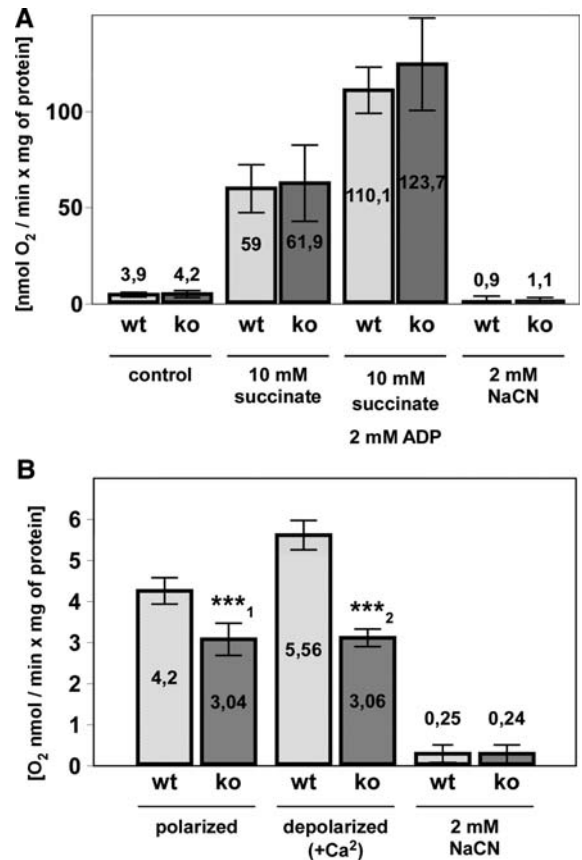 A
[nmol O2 / min x mg of protein]
100
50
0
3,9 4,2 59 61,9 110,1 123,7 0,9 1,1
wt ko wt ko wt ko wt ko
control 10 mM 10 mM 2 mM
succinate succinate NaCN
2 mM ADP
B
[O2 nmol / min x mg of protein]
6
5
4
3
2
1
0
***1 ***2
4,2 3,04 5,56 3,06 0,25 0,24
wt ko wt ko wt ko
polarized depolarized 2 mM
(+Ca2) NaCN